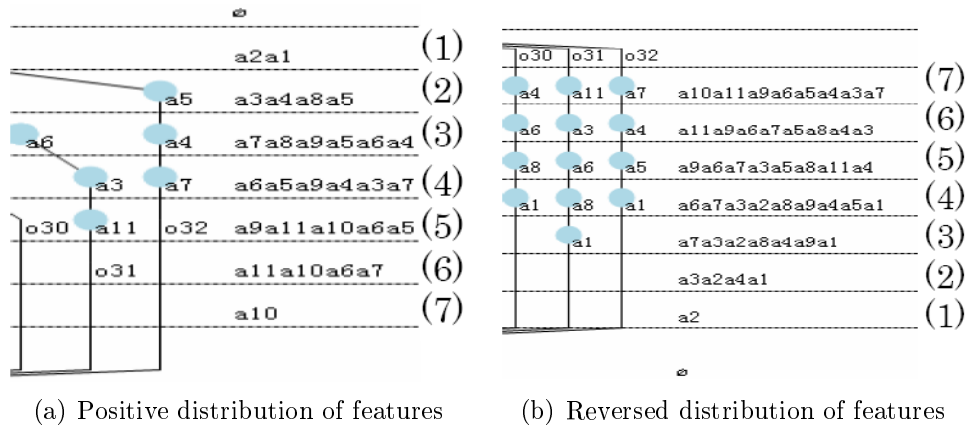 ø
a2a1 (1)
a5 a3a4a8a5 (2)
a6 a4 a7a8a9a5a6a4 (3)
a3 a7 a6a5a9a4a3a7 (4)
o30 a11 o32 a9a11a10a6a5 (5)
o31 a11a10a6a7 (6)
a10 (7)
(a) Positive distribution of features
o30 o31 o32
a4 a11 a7 a10a11a9a6a5a4a3a7 (7)
a6 a3 a4 a11a9a6a7a5a8a4a3 (6)
a8 a6 a5 a9a6a7a3a5a8a11a4 (5)
a1 a8 a1 a6a7a3a2a8a9a4a5a1 (4)
a1 a7a3a2a8a4a9a1 (3)
a3a2a4a1 (2)
a2 (1)
ø
(b) Reversed distribution of features